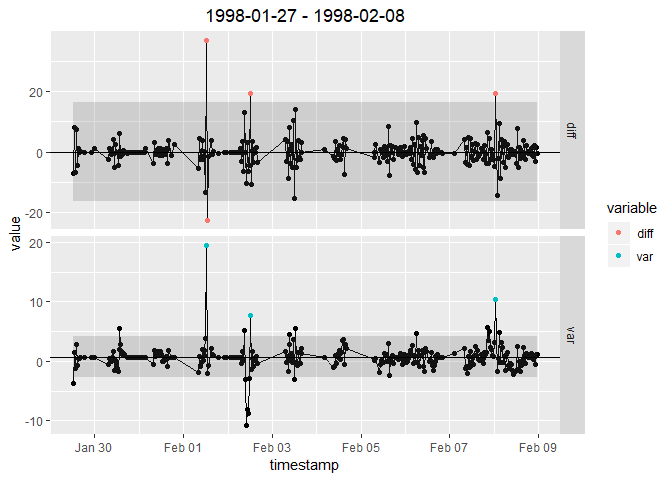 1998-01-27 - 1998-02-08
20
0
-20
diff
20
10
0
-10
var
value
Jan 30
Feb 01
Feb 03
Feb 05
Feb 07
Feb 09
timestamp
variable
diff
var